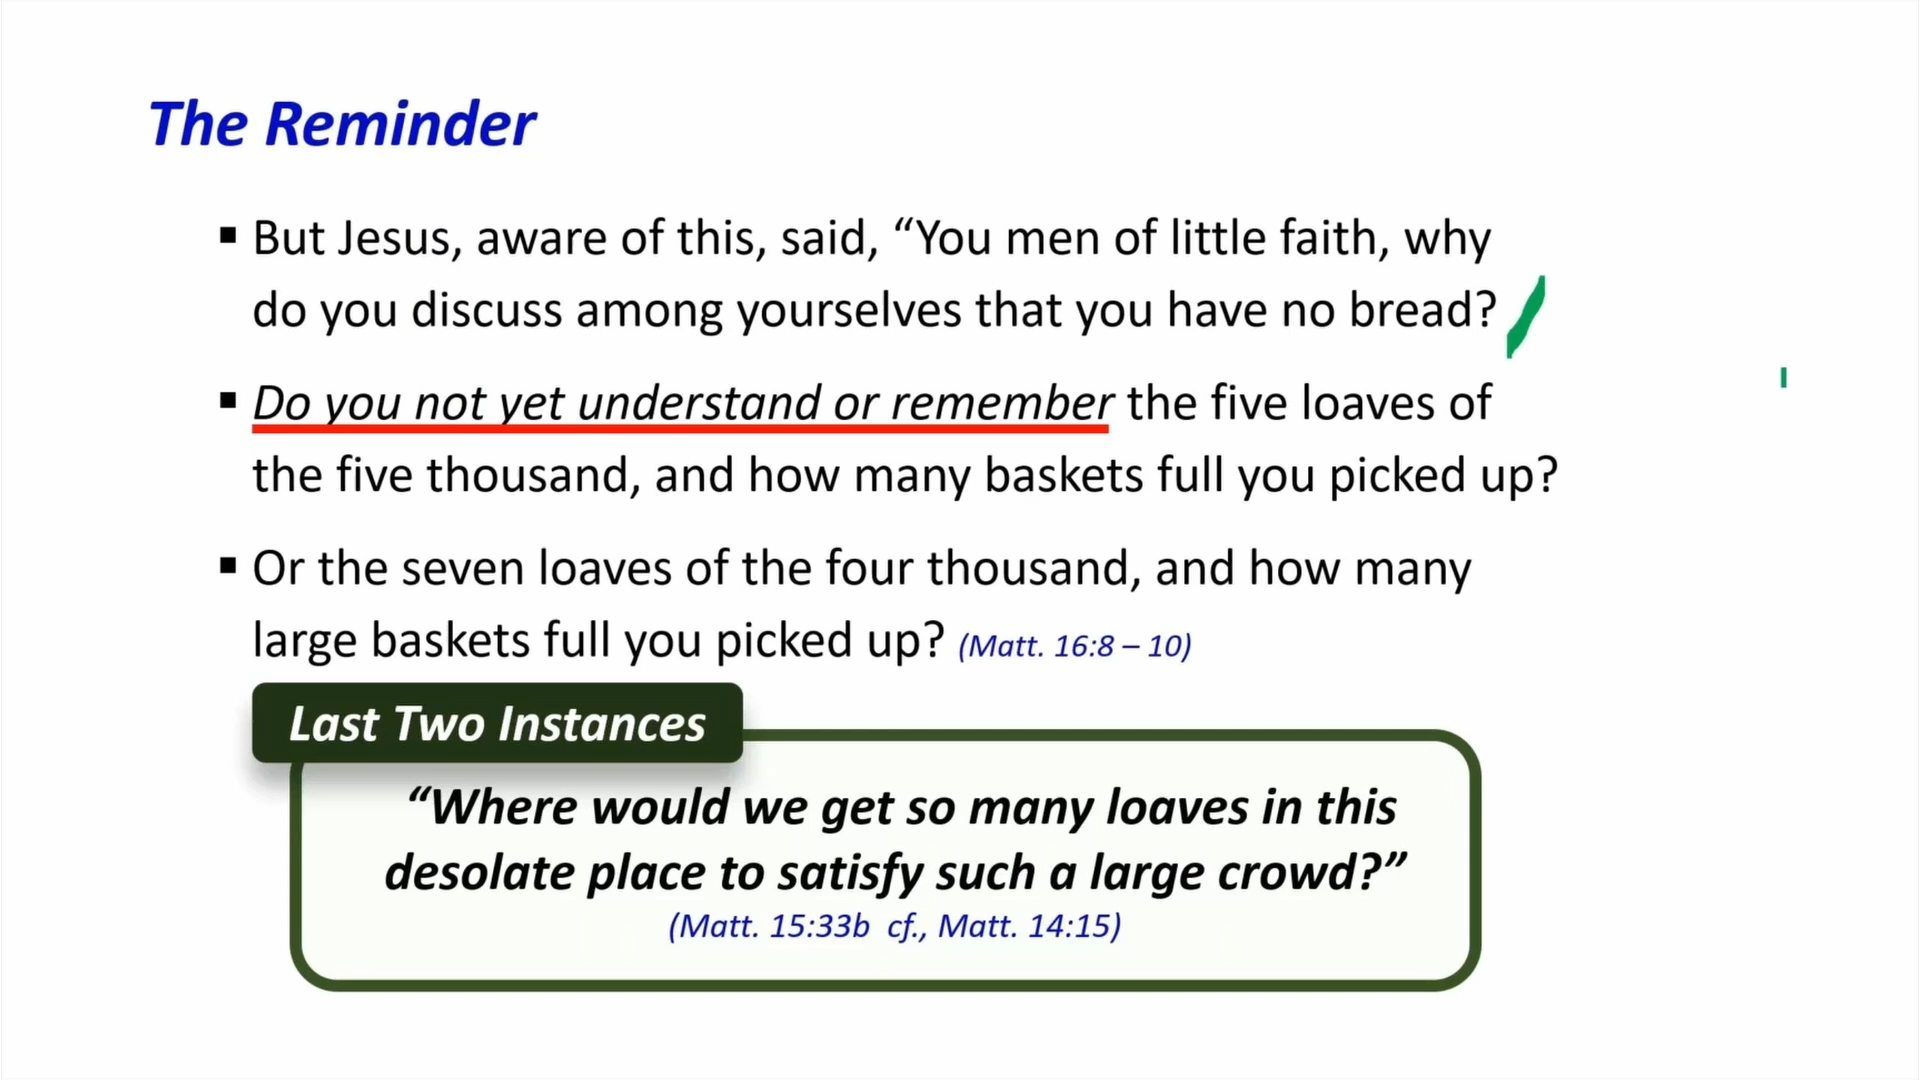 The Reminder
▪ But Jesus, aware of this, said, “You men of little faith, why
do you discuss among yourselves that you have no bread?
▪ Do you not yet understand or remember the five loaves of
the five thousand, and how many baskets full you picked up?
▪ Or the seven loaves of the four thousand, and how many
large baskets full you picked up? (Matt. 16:8 – 10)
Last Two Instances
“Where would we get so many loaves in this
desolate place to satisfy such a large crowd?”
(Matt. 15:33b cf., Matt. 14:15)